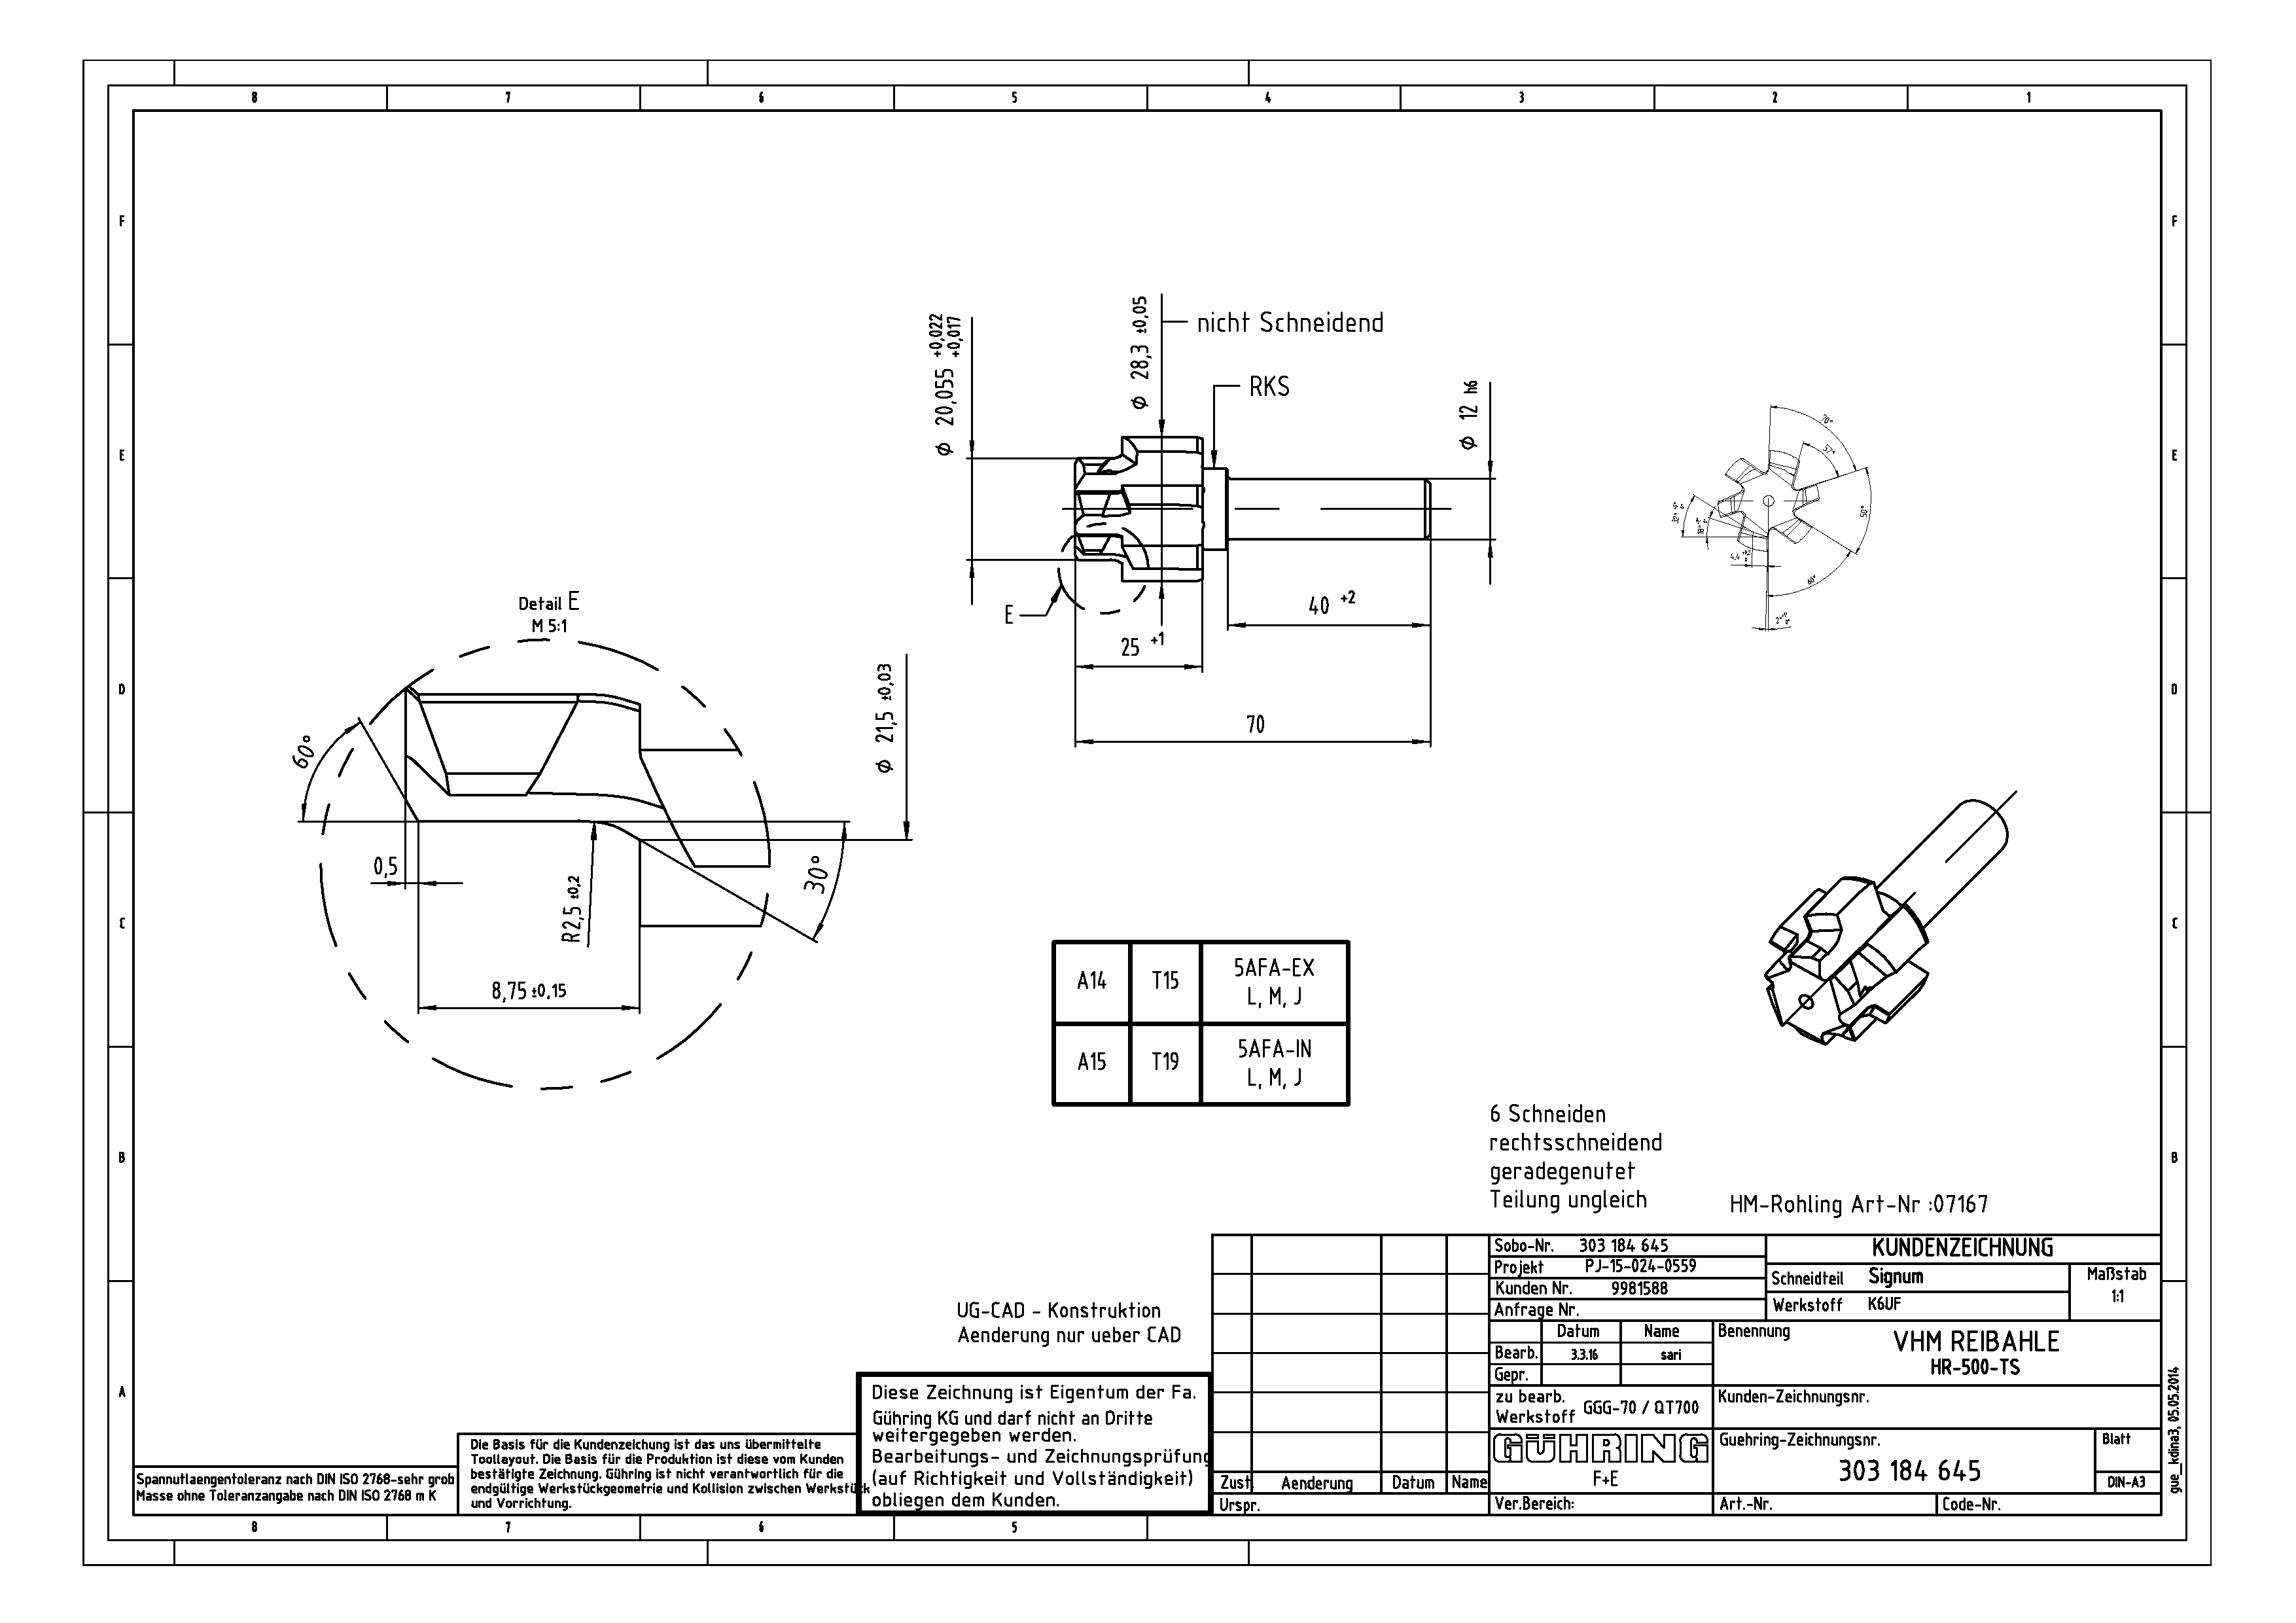 8 7 6 5 4 3 2 1
F
F
E
E
D
D
C
C
B
B
A
Φ 20,055 +0,022 +0,017
Φ 28,3 ±0,05
nicht Schneidend
RKS
Φ 12 h6
E
25 +1
40 +2
70
70°
57°
50°
60°
Detail E
M 5:1
60°
0,5
R2,5 ±0,2
8,75 ±0,15
30°
Φ 21,5 ±0,03
A14 T15 5AFA-EX
L, M, J
A15 T19 5AFA-IN
L, M, J
6 Schneiden
rechtsschneidend
geradegenutet
Teilung ungleich
HM-Rohling Art-Nr :07167
UG-CAD - Konstruktion
Aenderung nur ueber CAD
Diese Zeichnung ist Eigentum der Fa.
Gühring KG und darf nicht an Dritte
weitergegeben werden.
Bearbeitungs- und Zeichnungsprüfung
(auf Richtigkeit und Vollständigkeit)
obliegen dem Kunden.
Die Basis für die Kundenzeichung ist das uns übermittelte
Toollayout. Die Basis für die Produktion ist diese vom Kunden
bestätigte Zeichnung. Gühring ist nicht verantwortlich für die
endgültige Werkstückgeometrie und Kollision zwischen Werkstück
und Vorrichtung.
Spannutlaengentoleranz nach DIN ISO 2768-sehr grob
Masse ohne Toleranzangabe nach DIN ISO 2768 m K
Zust. Aenderung Datum Name
Urspr.
Sobo-Nr. 303 184 645
Projekt PJ-15-024-0559
Kunden Nr. 9981588
Anfrage Nr.
KUNDENZEICHNUNG
Schneidteil Signum
Werkstoff K6UF
Maßstab
1:1
Datum Name
Bearb. 3.3.16 sari
Gepr.
Benennung
VHM REIBAHLE
HR-500-TS
zu bearb.
Werkstoff GGG-70 / QT700
Kunden-Zeichnungsnr.
GÜHRING
F+E
Guehring-Zeichnungsnr.
303 184 645
Blatt
DIN-A3
Ver.Bereich:
Art.-Nr.
Code-Nr.
gue_kdina3, 05.05.2014
8 7 6 5